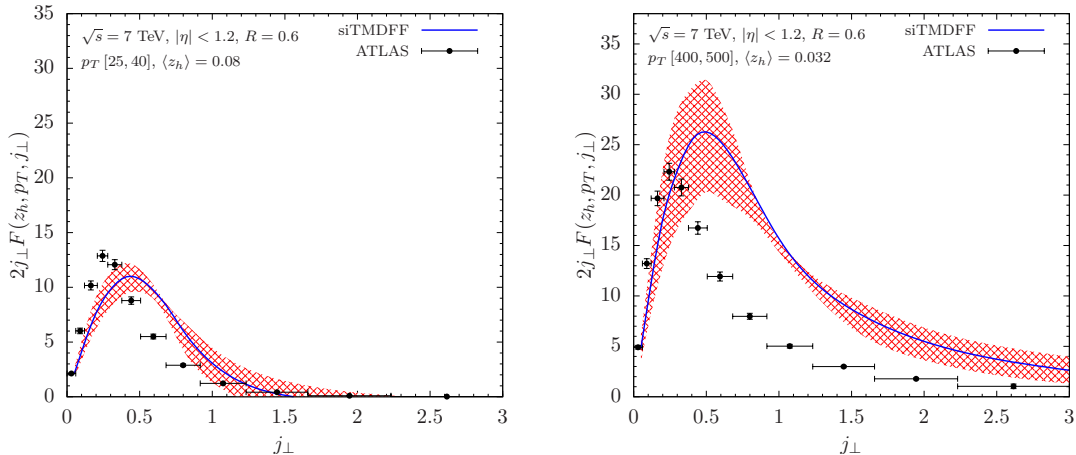 √s = 7 TeV, |η| < 1.2, R = 0.6
p_T [25, 40], ⟨z_h⟩ = 0.08
siTMDFF
ATLAS
2j_⊥F(z_h, p_T, j_⊥)
35
30
25
20
15
10
5
0
0 0.5 1 1.5 2 2.5 3
j_⊥
√s = 7 TeV, |η| < 1.2, R = 0.6
p_T [400, 500], ⟨z_h⟩ = 0.032
siTMDFF
ATLAS
2j_⊥F(z_h, p_T, j_⊥)
35
30
25
20
15
10
5
0
0 0.5 1 1.5 2 2.5 3
j_⊥